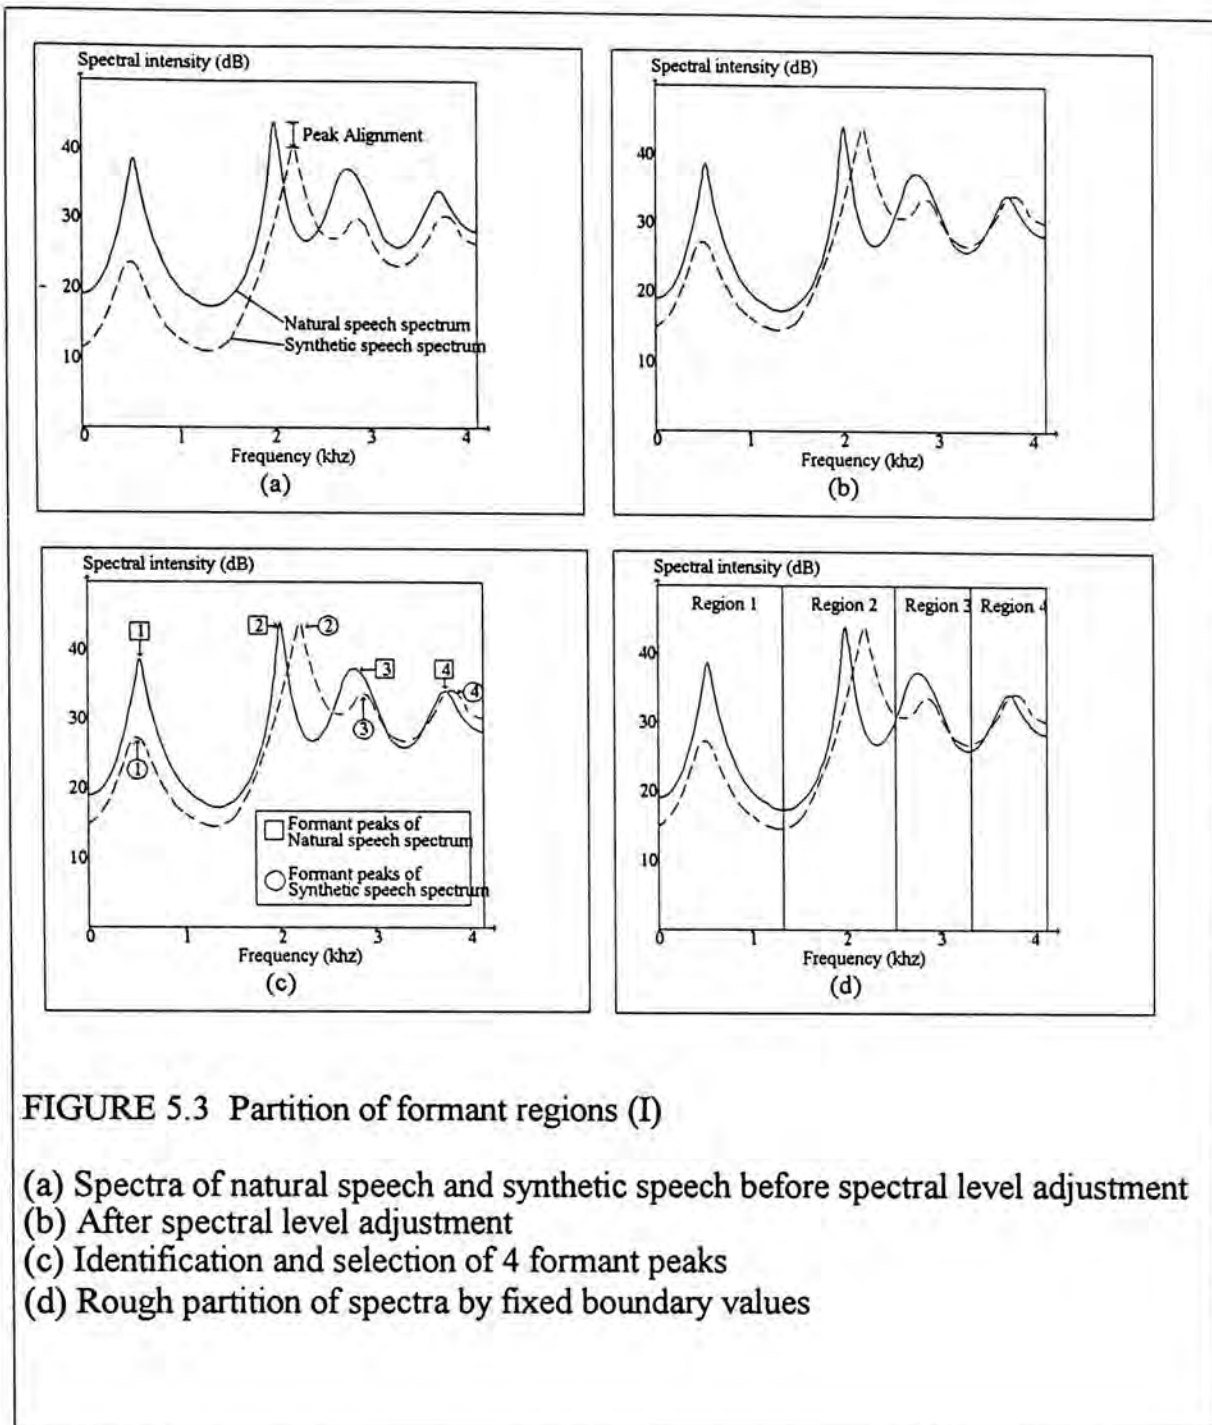 Spectral intensity (dB)
40
30
20
10
Peak Alignment
Natural speech spectrum
Synthetic speech spectrum
0 1 2 3 4
Frequency (khz)
(a)
Spectral intensity (dB)
40
30
20
10
0 1 2 3 4
Frequency (khz)
(b)
Spectral intensity (dB)
40
30
20
10
1
2
2
3
4
4
3
1
Formant peaks of
Natural speech spectrum
Formant peaks of
Synthetic speech spectrum
0 1 2 3 4
Frequency (khz)
(c)
Spectral intensity (dB)
Region 1 Region 2 Region 3 Region 4
40
30
20
10
0 1 2 3 4
Frequency (khz)
(d)
FIGURE 5.3 Partition of formant regions (I)
(a) Spectra of natural speech and synthetic speech before spectral level adjustment
(b) After spectral level adjustment
(c) Identification and selection of 4 formant peaks
(d) Rough partition of spectra by fixed boundary values